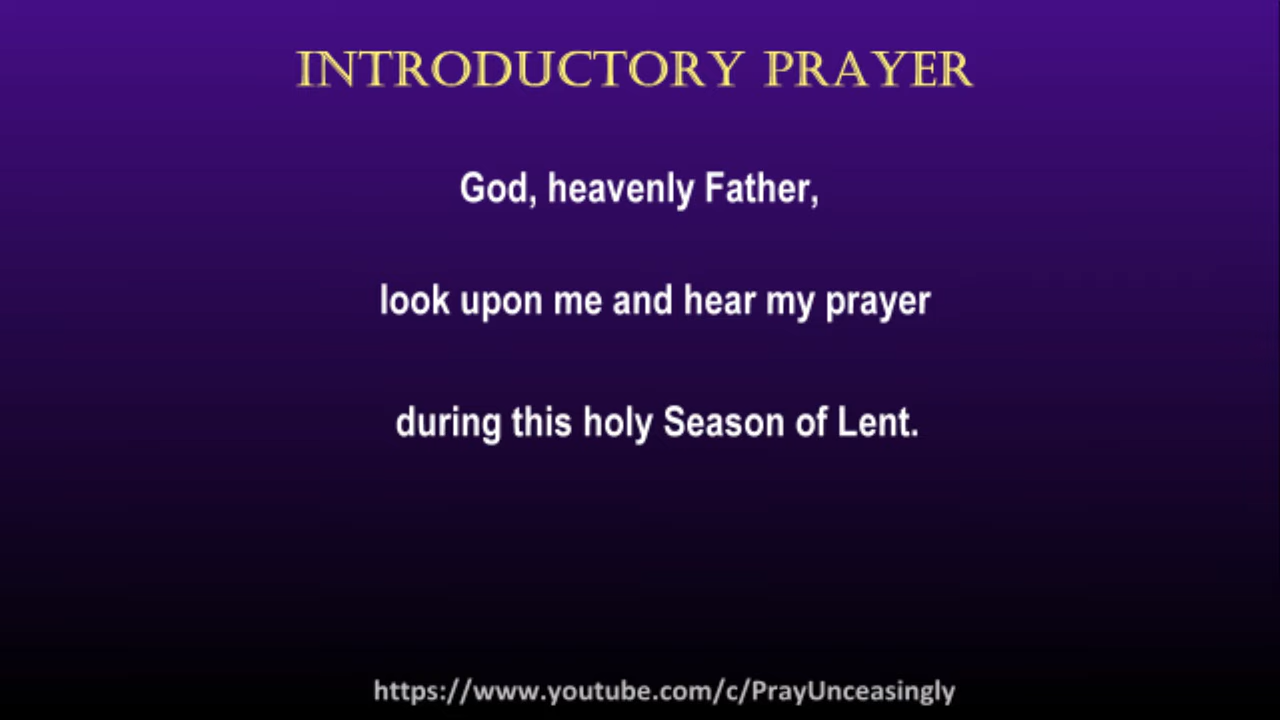 INTRODUCTORY PRAYER
God, heavenly Father,
look upon me and hear my prayer
during this holy Season of Lent.
https://www.youtube.com/c/PrayUnceasingly